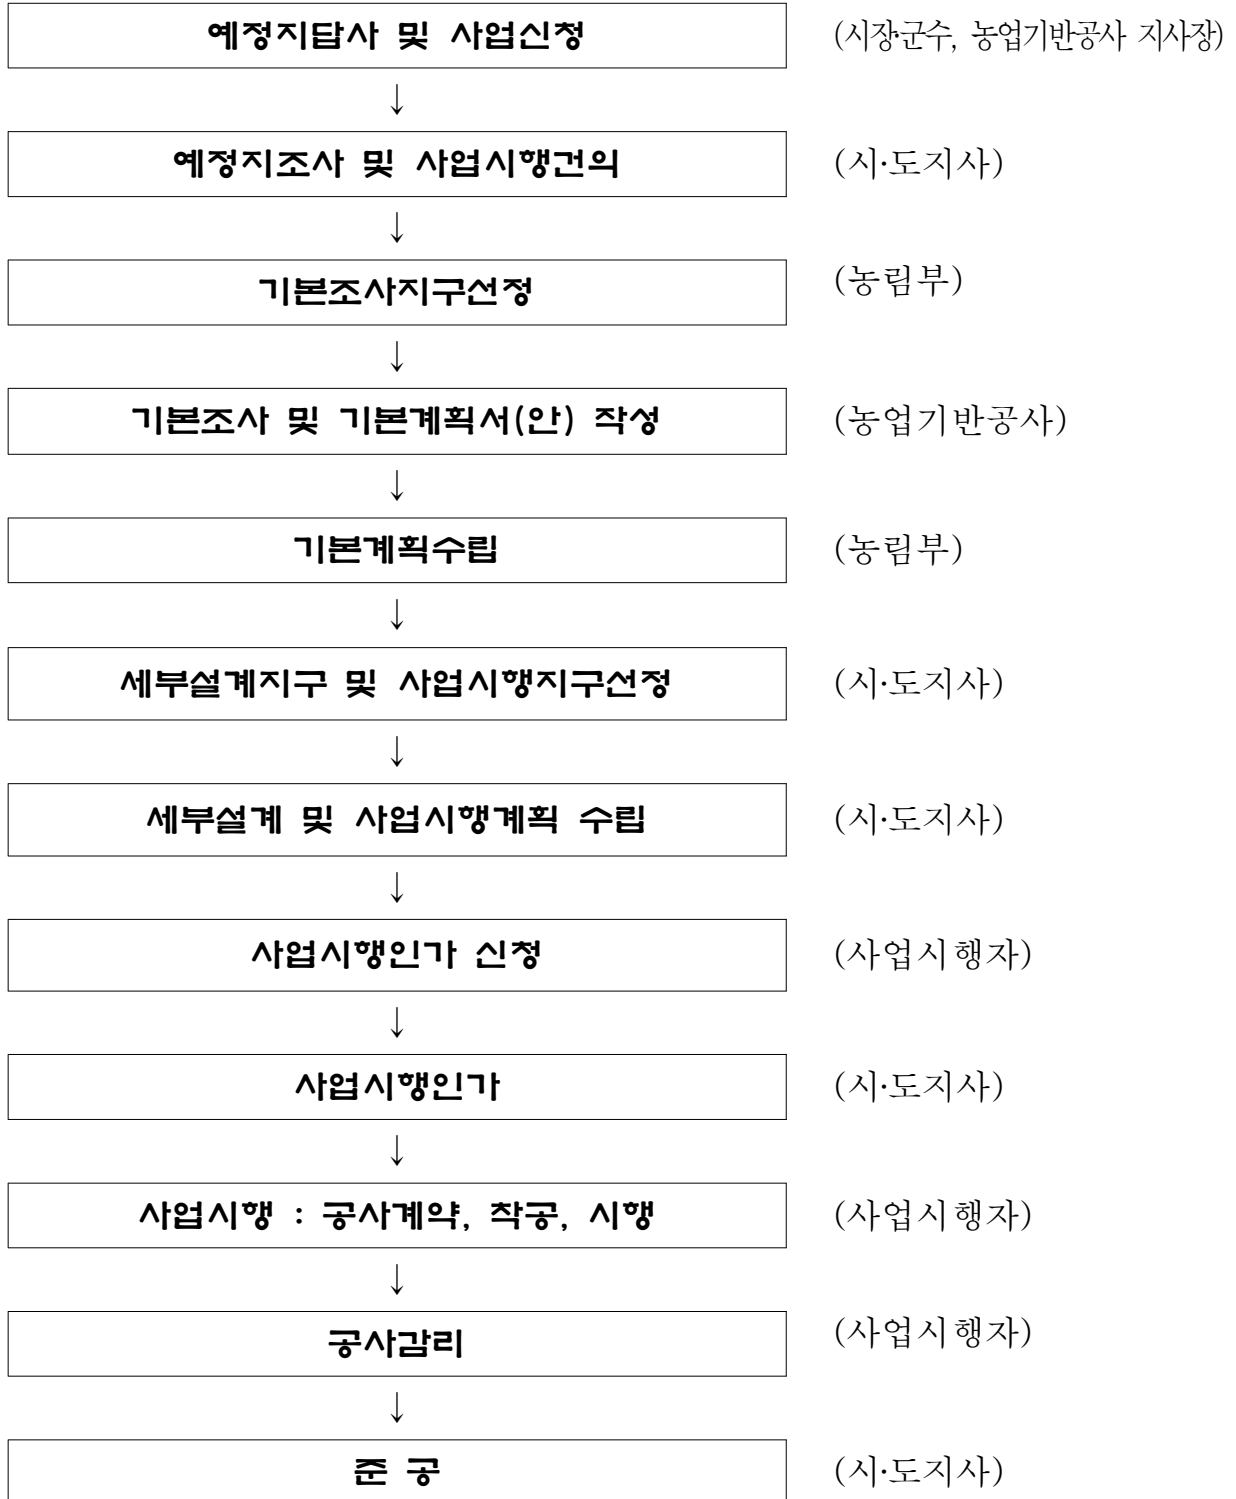 예정지답사 및 사업신청 (시장·군수, 농업기반공사 지사장)
↓
예정지조사 및 사업시행건의 (시·도지사)
↓
기본조사지구선정 (농림부)
↓
기본조사 및 기본계획서(안) 작성 (농업기반공사)
↓
기본계획수립 (농림부)
↓
세부설계지구 및 사업시행지구선정 (시·도지사)
↓
세부설계 및 사업시행계획 수립 (시·도지사)
↓
사업시행인가 신청 (사업시행자)
↓
사업시행인가 (시·도지사)
↓
사업시행 : 공사계약, 착공, 시행 (사업시행자)
↓
공사감리 (사업시행자)
↓
준 공 (시·도지사)